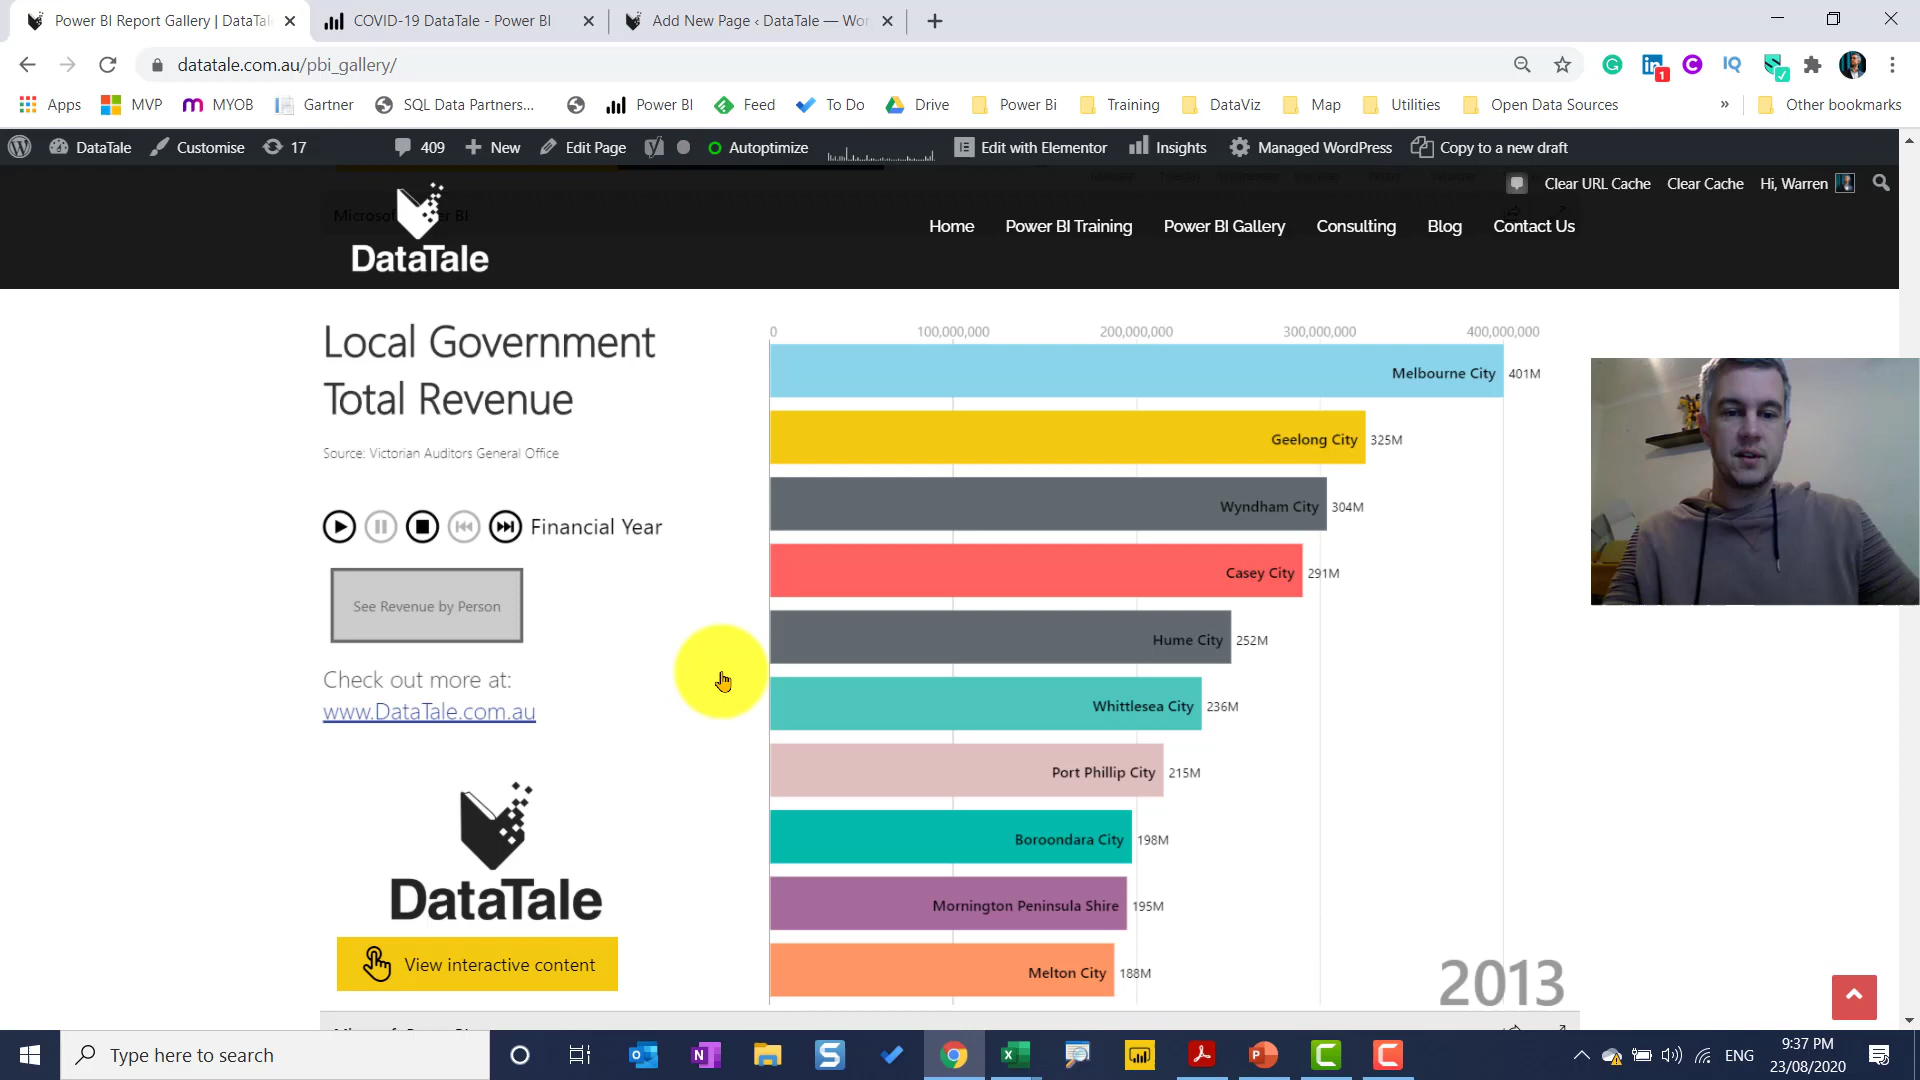 Power BI Report Gallery | DataTal
COVID-19 DataTale - Power BI
Add New Page ‹ DataTale — Wor
datatale.com.au/pbi_gallery/
IQ
1
Apps
MVP
MYOB
Gartner
SQL Data Partners...
Power BI
Feed
To Do
Drive
Power Bi
Training
DataViz
Map
Utilities
Open Data Sources
»
Other bookmarks
DataTale
Customise
17
409
New
Edit Page
Autoptimize
Edit with Elementor
Insights
Managed WordPress
Copy to a new draft
Clear URL Cache
Clear Cache
Hi, Warren
DataTale
Home
Power BI Training
Power BI Gallery
Consulting
Blog
Contact Us
Local Government
Total Revenue
Source: Victorian Auditors General Office
Financial Year
See Revenue by Person
Check out more at:
www.DataTale.com.au
DataTale
View interactive content
0 100,000,000 200,000,000 300,000,000 400,000,000
Melbourne City 401M
Geelong City 325M
Wyndham City 304M
Casey City 291M
Hume City 252M
Whittlesea City 236M
Port Phillip City 215M
Boroondara City 198M
Mornington Peninsula Shire 195M
Melton City 188M
2013
Type here to search
ENG
9:37 PM
23/08/2020